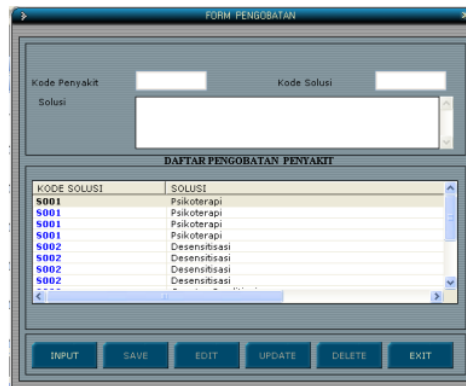 FORM PENGOBATAN
Kode Penyakit Kode Solusi
Solusi
DAFTAR PENGOBATAN PENYAKIT
KODE SOLUSI SOLUSI
S001 Psikoterapi
S001 Psikoterapi
S001 Psikoterapi
S001 Psikoterapi
S002 Desensitisasi
S002 Desensitisasi
S002 Desensitisasi
S002 Desensitisasi
INPUT SAVE EDIT UPDATE DELETE EXIT